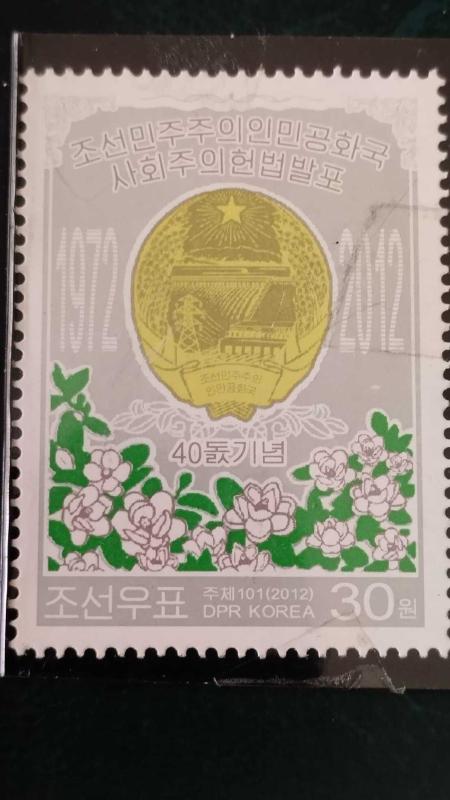 조선민주주의인민공화국
사회주의헌법발포
1972
2012
조선민주주의
인민공화국
40돐기념
조선우표
주체101(2012)
DPR KOREA
30원